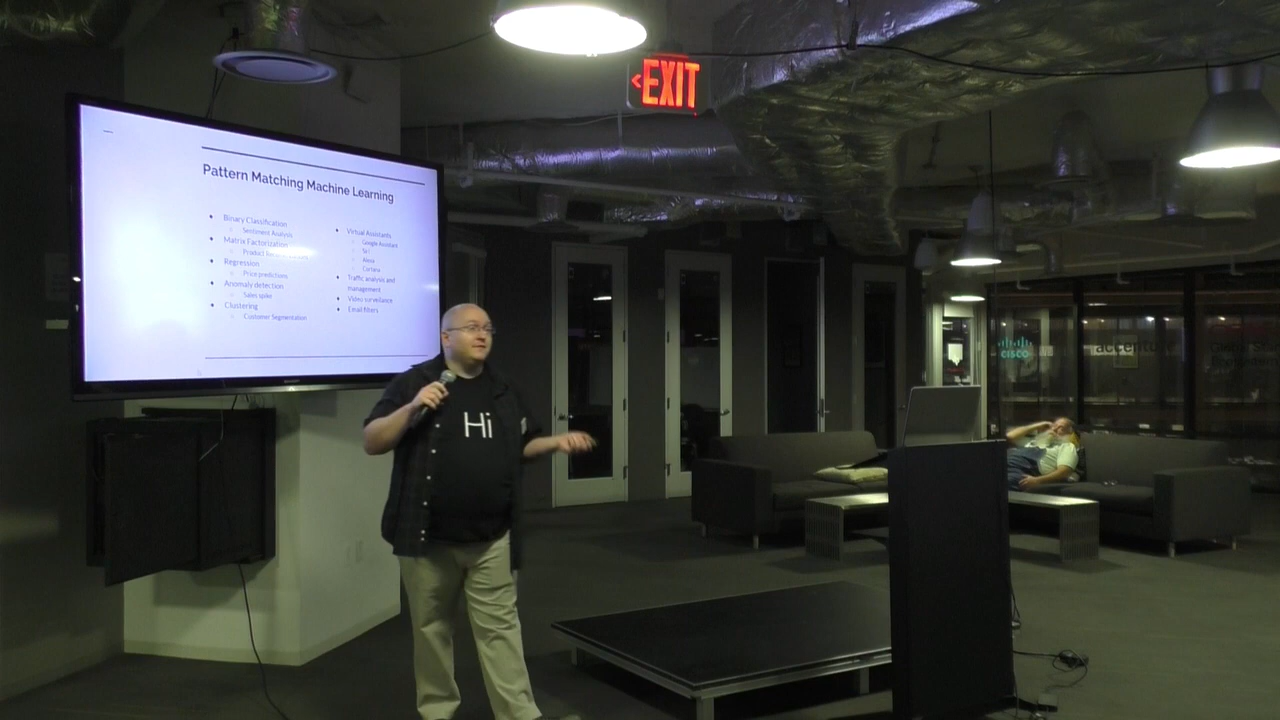 EXIT
Pattern Matching Machine Learning
Binary Classification
Sentiment Analysis
Matrix Factorization
Product
Regression
Price predictions
Anomaly detection
Sales spike
Clustering
Customer Segmentation
Virtual Assistants
Google Assistant
Siri
Alexa
Cortana
Traffic analysis and
management
Video surveillance
Email filters
SHARP
Hi
CISCO